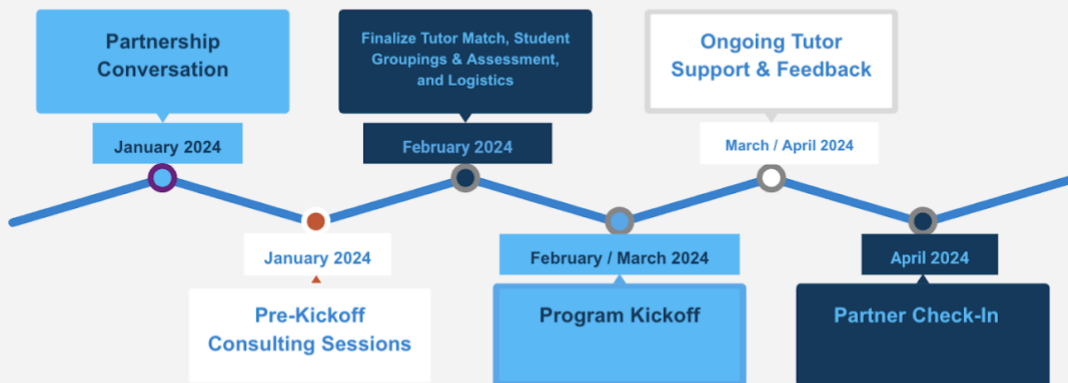 Partnership
Conversation
January 2024
January 2024
Pre-Kickoff
Consulting Sessions
Finalize Tutor Match, Student
Groupings & Assessment,
and Logistics
February 2024
February / March 2024
Program Kickoff
Ongoing Tutor
Support & Feedback
March / April 2024
April 2024
Partner Check-In